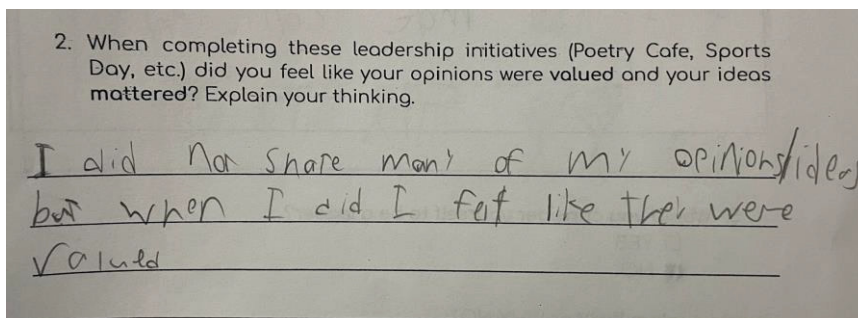 2. When completing these leadership initiatives (Poetry Cafe, Sports
Day, etc.) did you feel like your opinions were valued and your ideas
mattered? Explain your thinking.
I did not share many of my opinions/ideas
but when I did I felt like they were
valued